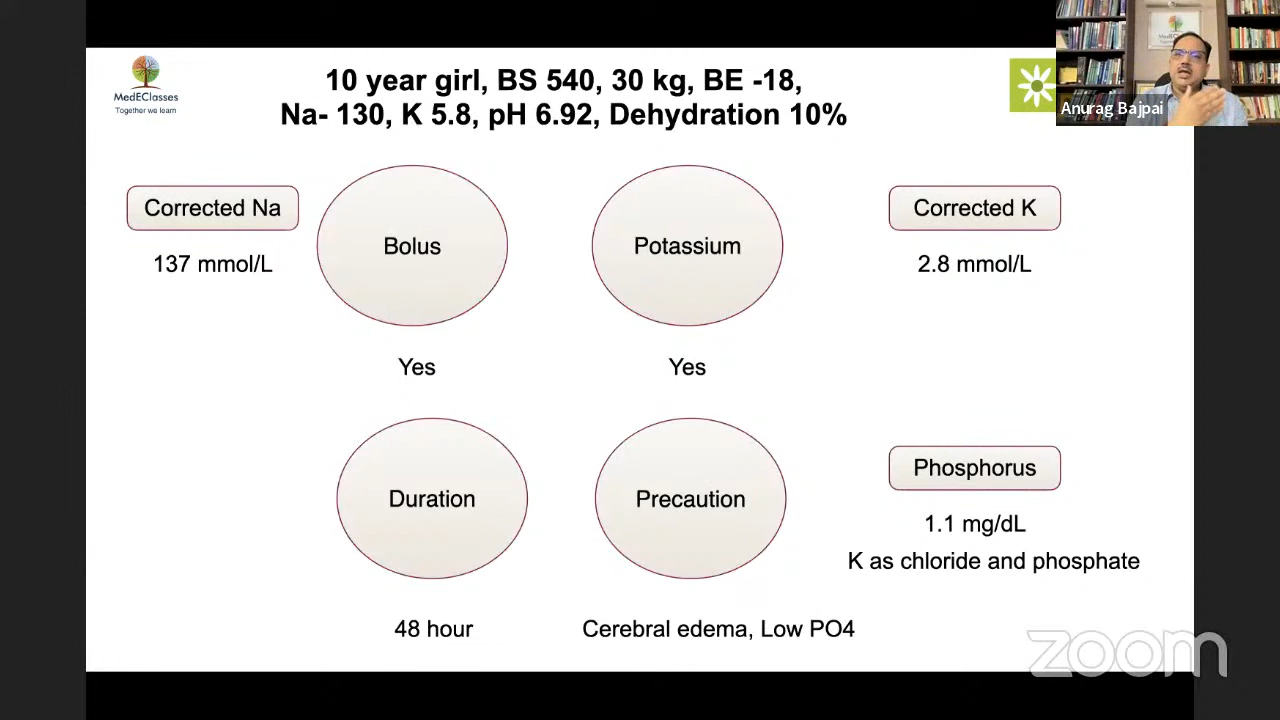 MedEClasses
Together we learn
10 year girl, BS 540, 30 kg, BE -18,
Na- 130, K 5.8, pH 6.92, Dehydration 10%
Anurag Bajpai
Corrected Na
137 mmol/L
Bolus
Yes
Potassium
Yes
Corrected K
2.8 mmol/L
Duration
48 hour
Precaution
Cerebral edema, Low PO4
Phosphorus
1.1 mg/dL
K as chloride and phosphate
zoom